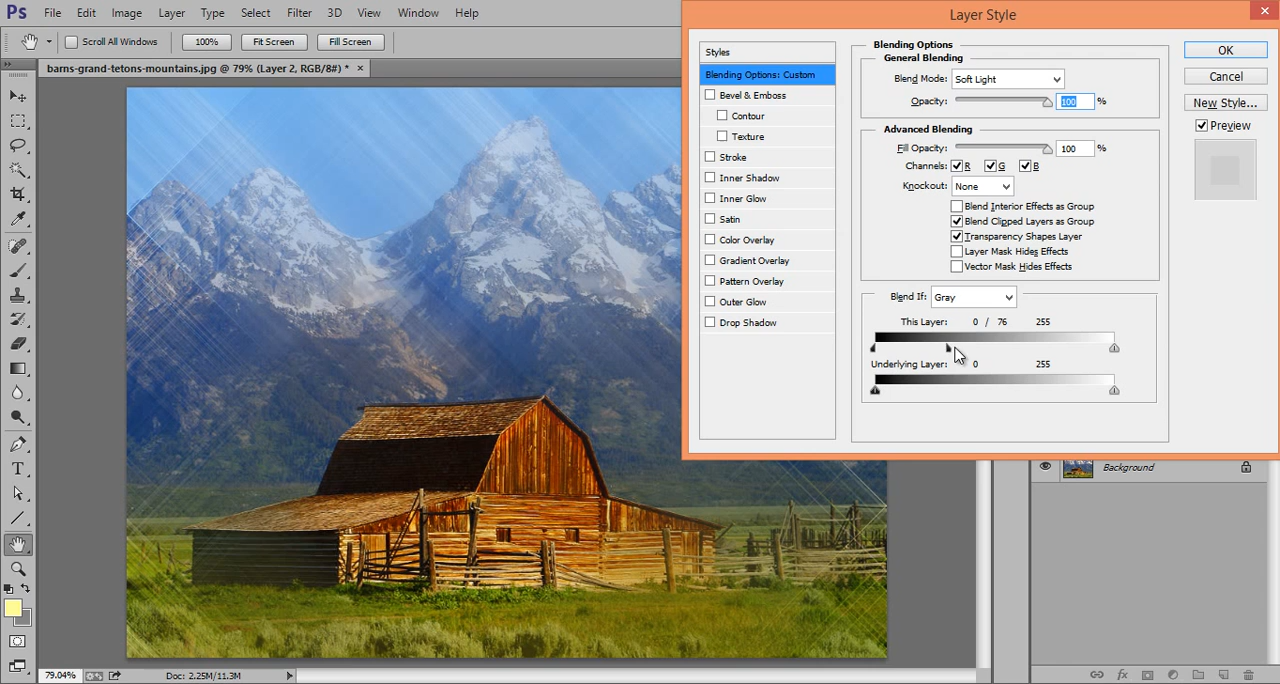 Ps File Edit Image Layer Type Select Filter 3D View Window Help
Layer Style
Scroll All Windows 100% Fit Screen Fill Screen
barns-grand-tetons-mountains.jpg @ 79% (Layer 2, RGB/8#) *
Styles
Blending Options: Custom
Bevel & Emboss
Contour
Texture
Stroke
Inner Shadow
Inner Glow
Satin
Color Overlay
Gradient Overlay
Pattern Overlay
Outer Glow
Drop Shadow
Blending Options
General Blending
Blend Mode: Soft Light
Opacity: 100 %
Advanced Blending
Fill Opacity: 100 %
Channels: R G B
Knockout: None
Blend Interior Effects as Group
Blend Clipped Layers as Group
Transparency Shapes Layer
Layer Mask Hides Effects
Vector Mask Hides Effects
Blend If: Gray
This Layer: 0 / 76 255
Underlying Layer: 0 255
OK
Cancel
New Style...
Preview
Background
T
fx
79.04% Doc: 2.25M/11.3M